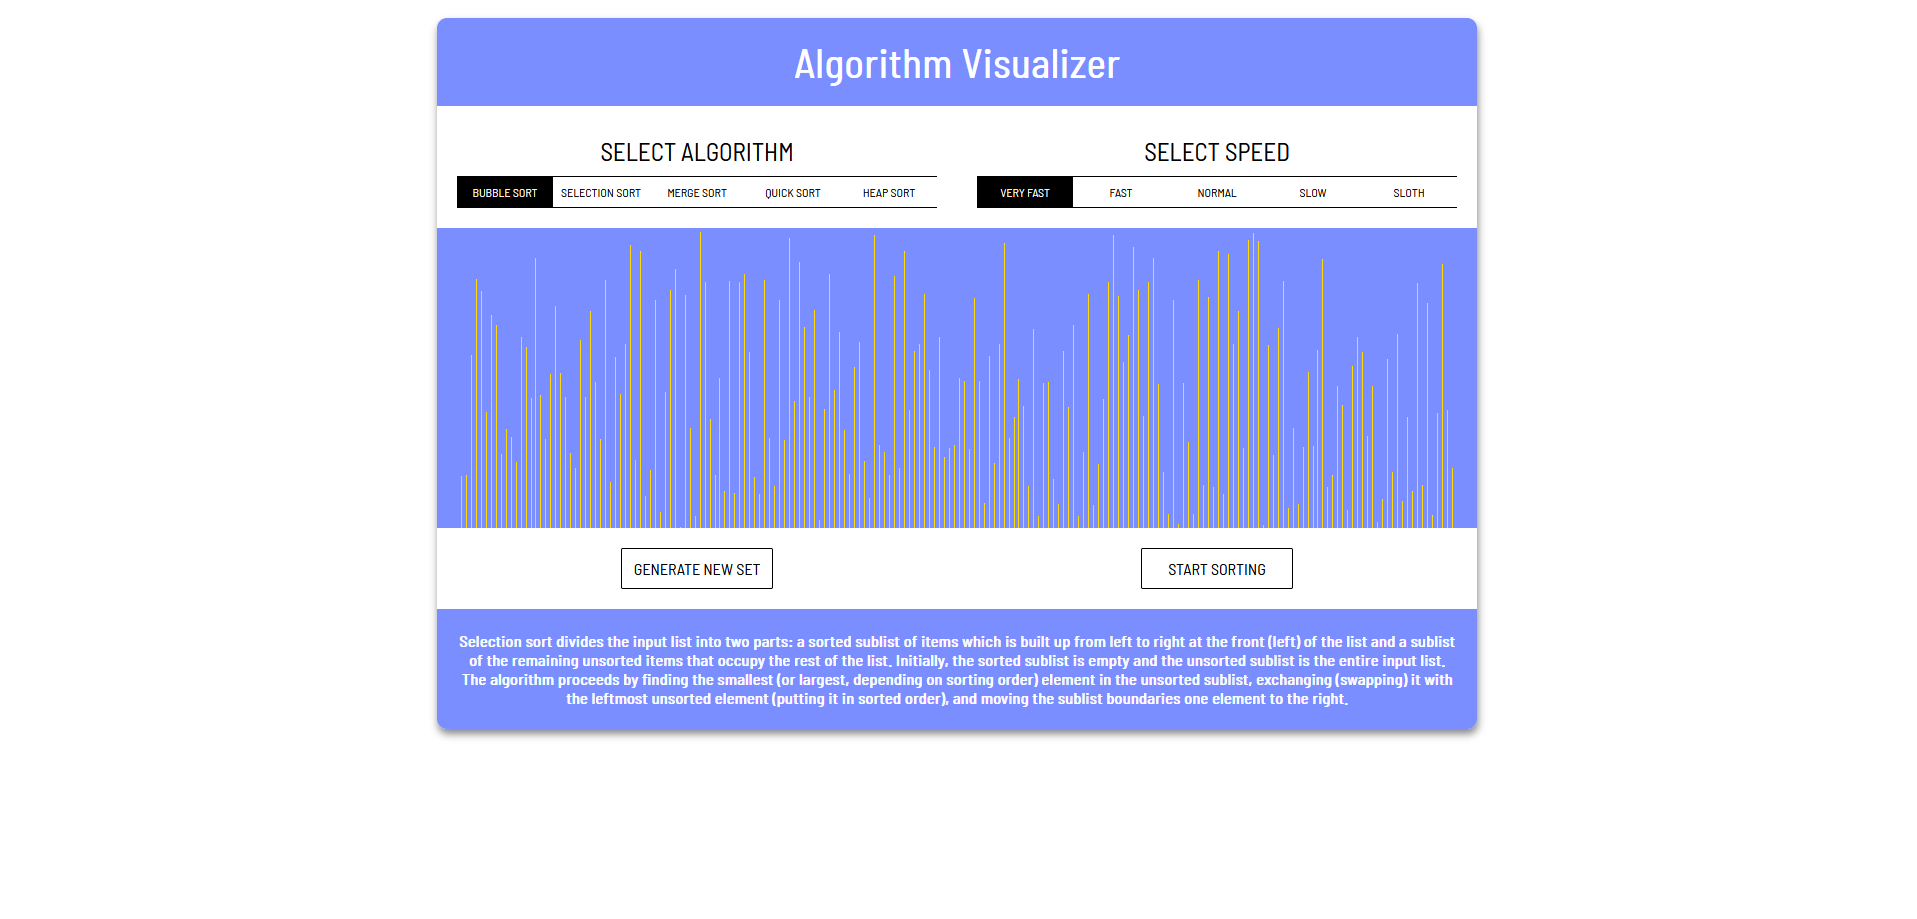 Algorithm Visualizer
SELECT ALGORITHM
BUBBLE SORT SELECTION SORT MERGE SORT QUICK SORT HEAP SORT
SELECT SPEED
VERY FAST FAST NORMAL SLOW SLOTH
GENERATE NEW SET
START SORTING
Selection sort divides the input list into two parts: a sorted sublist of items which is built up from left to right at the front (left) of the list and a sublist
of the remaining unsorted items that occupy the rest of the list. Initially, the sorted sublist is empty and the unsorted sublist is the entire input list.
The algorithm proceeds by finding the smallest (or largest, depending on sorting order) element in the unsorted sublist, exchanging (swapping) it with
the leftmost unsorted element (putting it in sorted order), and moving the sublist boundaries one element to the right.